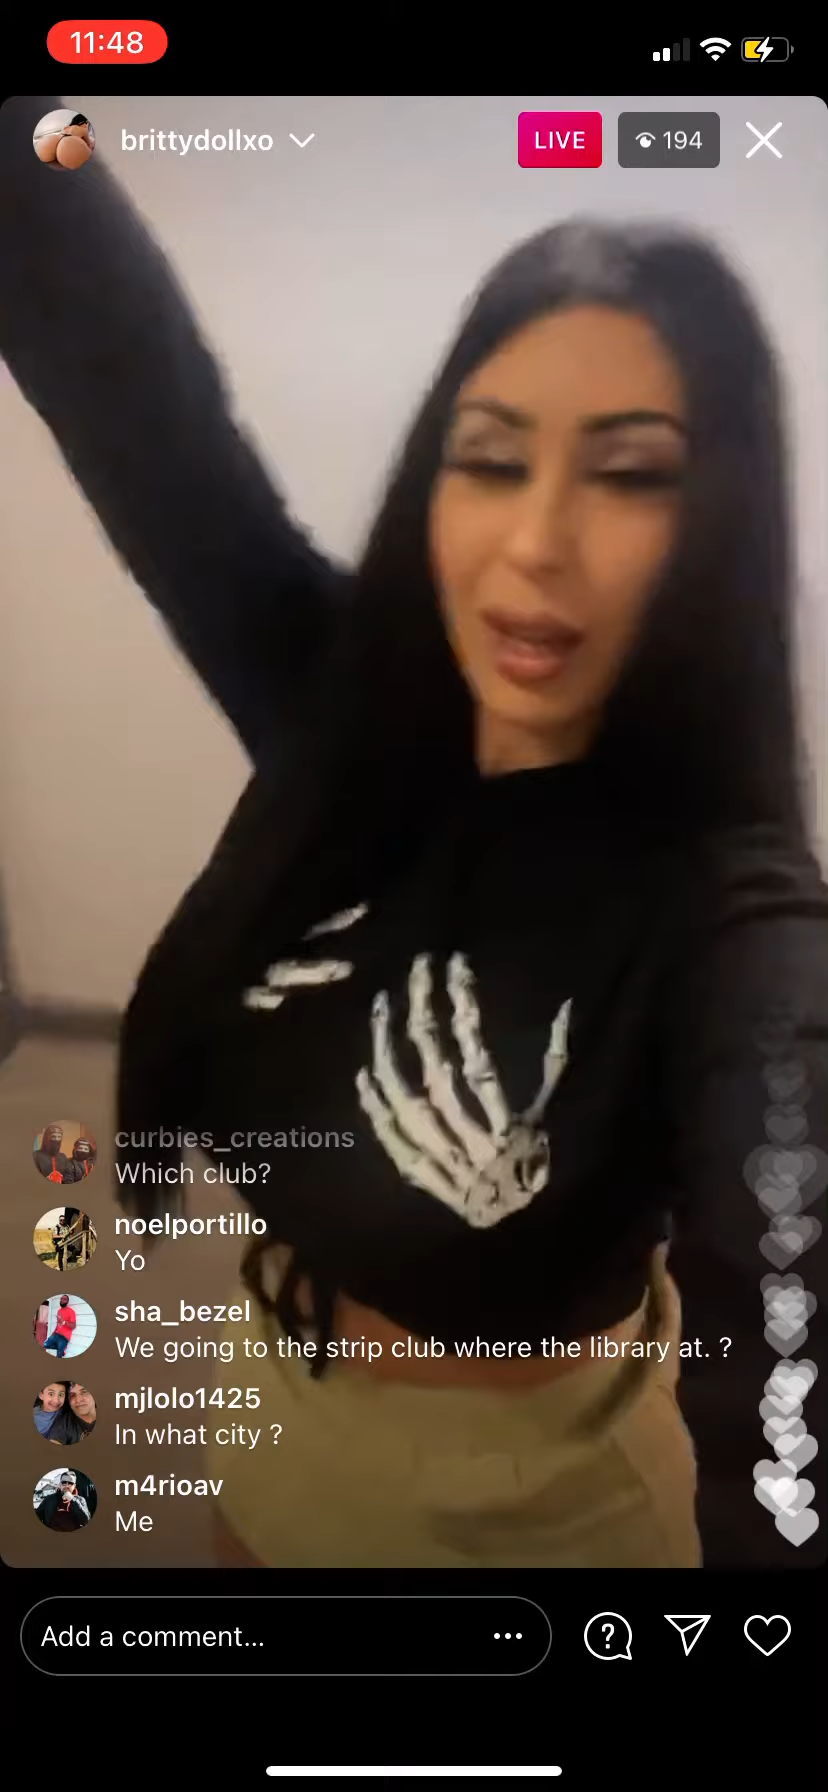 11:48
brittydollxo
LIVE
194
curbies_creations
Which club?
noelportillo
Yo
sha_bezel
We going to the strip club where the library at. ?
mjlolo1425
In what city ?
m4rioav
Me
Add a comment...